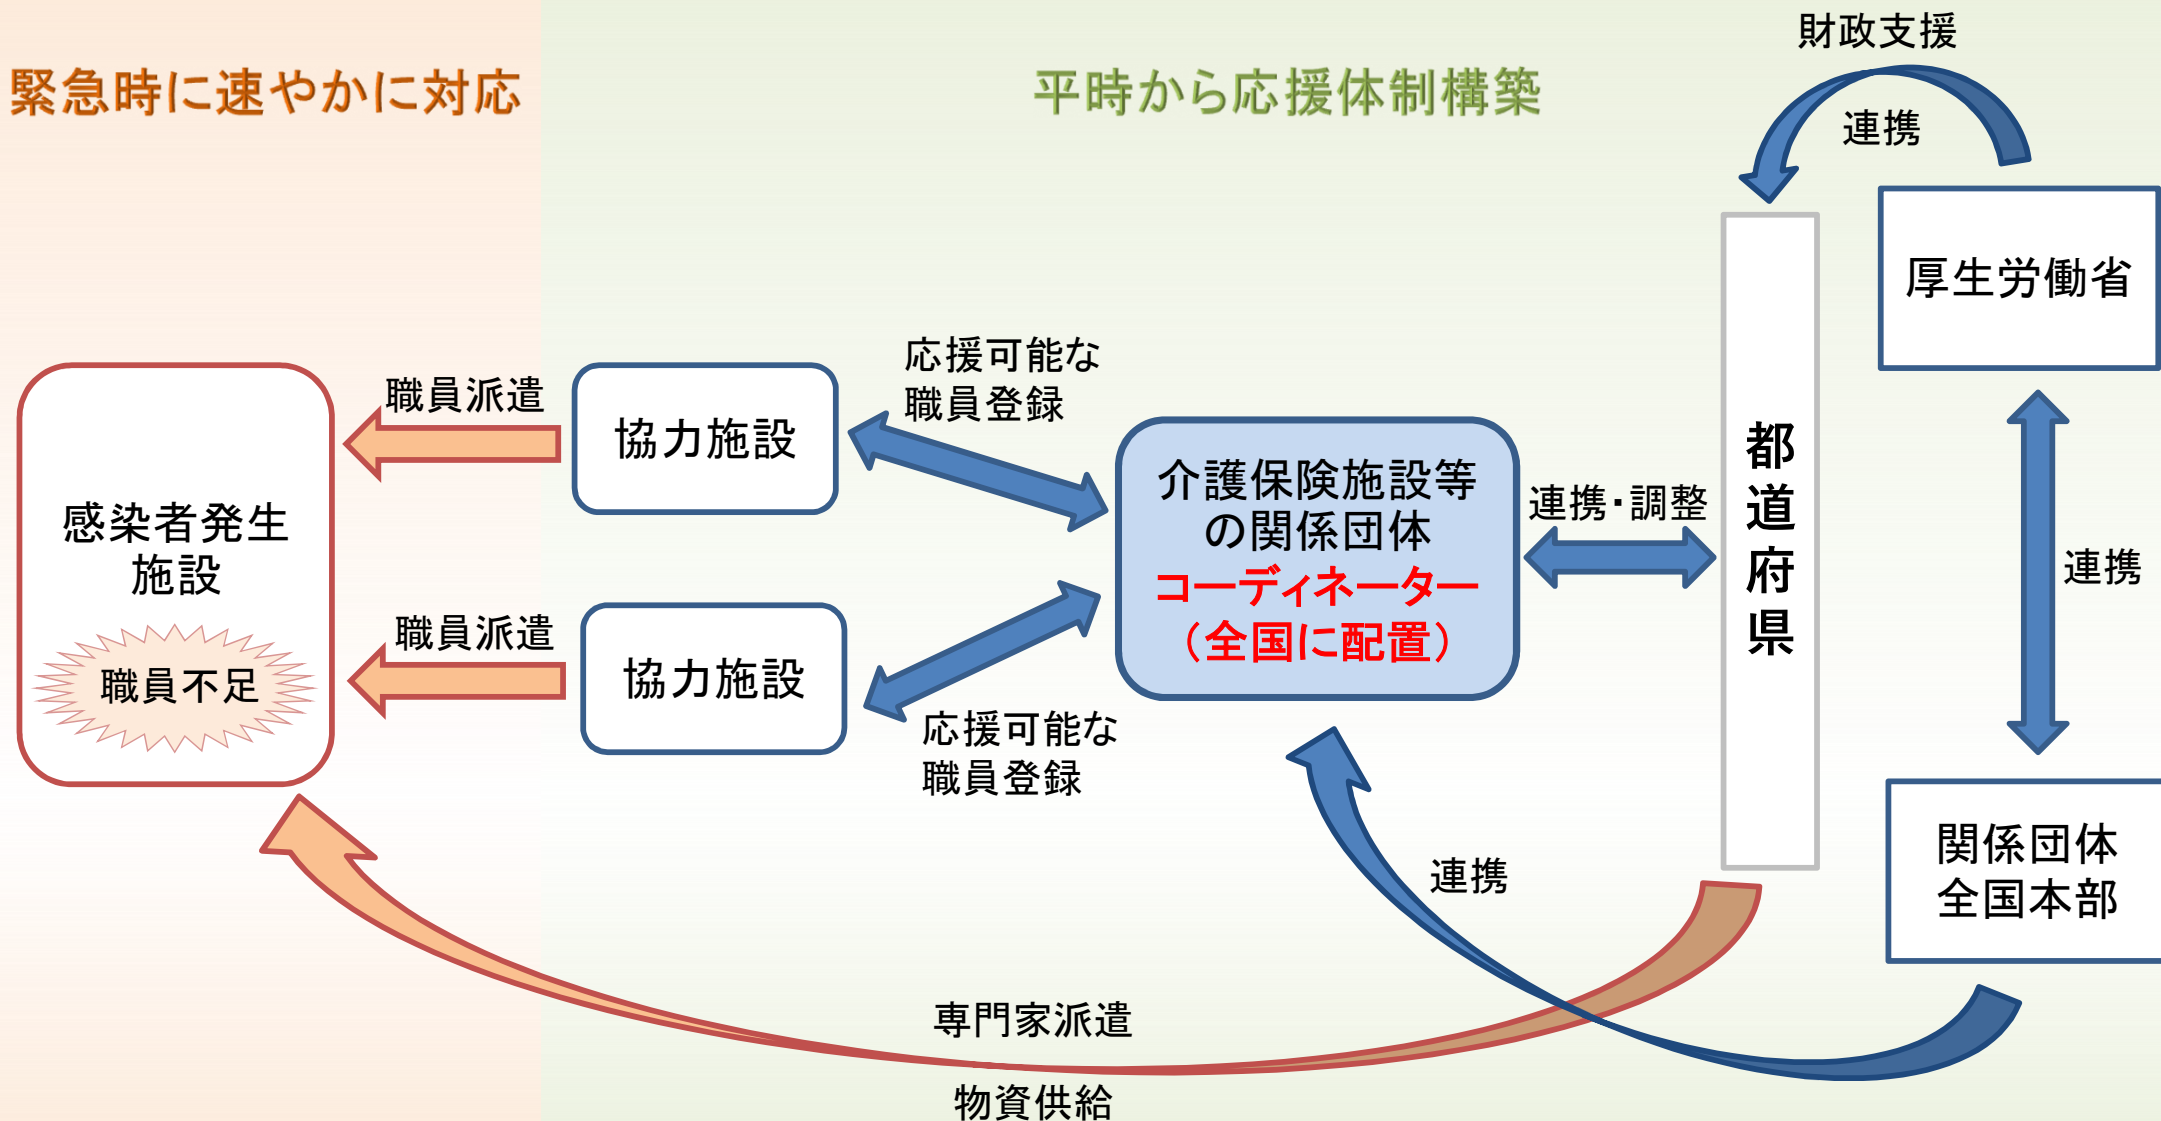 財政支援
緊急時に速やかに対応
平時から応援体制構築
連携
厚生労働省
応援可能な
職員登録
職員派遣
協力施設
都道府県
介護保険施設等
の関係団体
コーディネーター
（全国に配置）
連携・調整
感染者発生
施設
連携
職員派遣
協力施設
職員不足
応援可能な
職員登録
関係団体
全国本部
連携
専門家派遣
物資供給